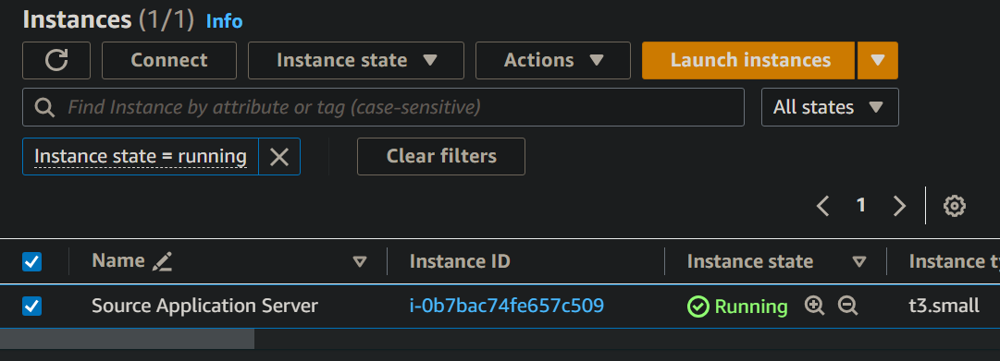 Instances (1/1) Info
Connect Instance state Actions Launch instances
Find Instance by attribute or tag (case-sensitive) All states
Instance state = running Clear filters
1
Name Instance ID Instance state Instance ty
Source Application Server i-0b7bac74fe657c509 Running t3.small